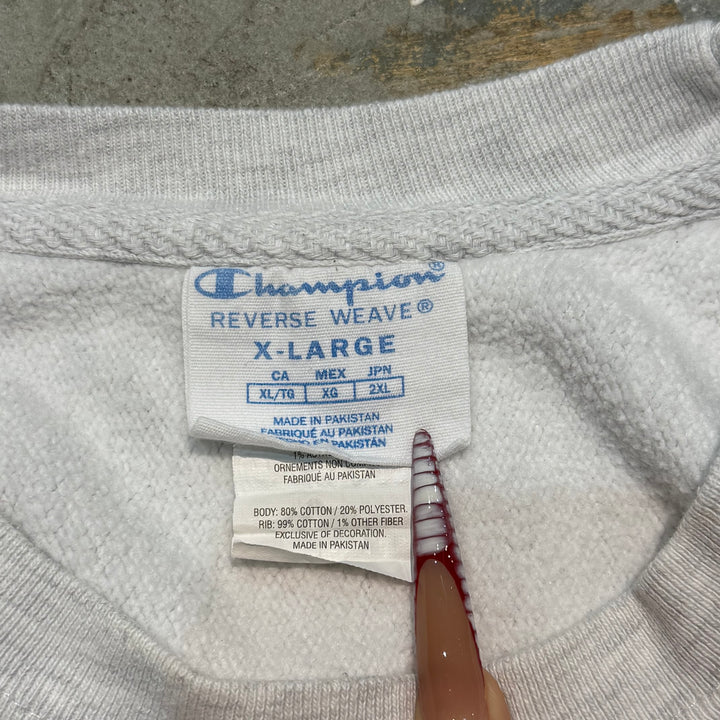 Champion®
REVERSE WEAVE®
X-LARGE
CA MEX JPN
XL/TG XG 2XL
MADE IN PAKISTAN
FABRIQUÉ AU PAKISTAN
EN PAKISTÁN
ORNEMENTS NON
FABRIQUÉ AU PAKISTAN
BODY: 80% COTTON / 20% POLYESTER
RIB: 99% COTTON / 1% OTHER FIBER
EXCLUSIVE OF DECORATION.
MADE IN PAKISTAN